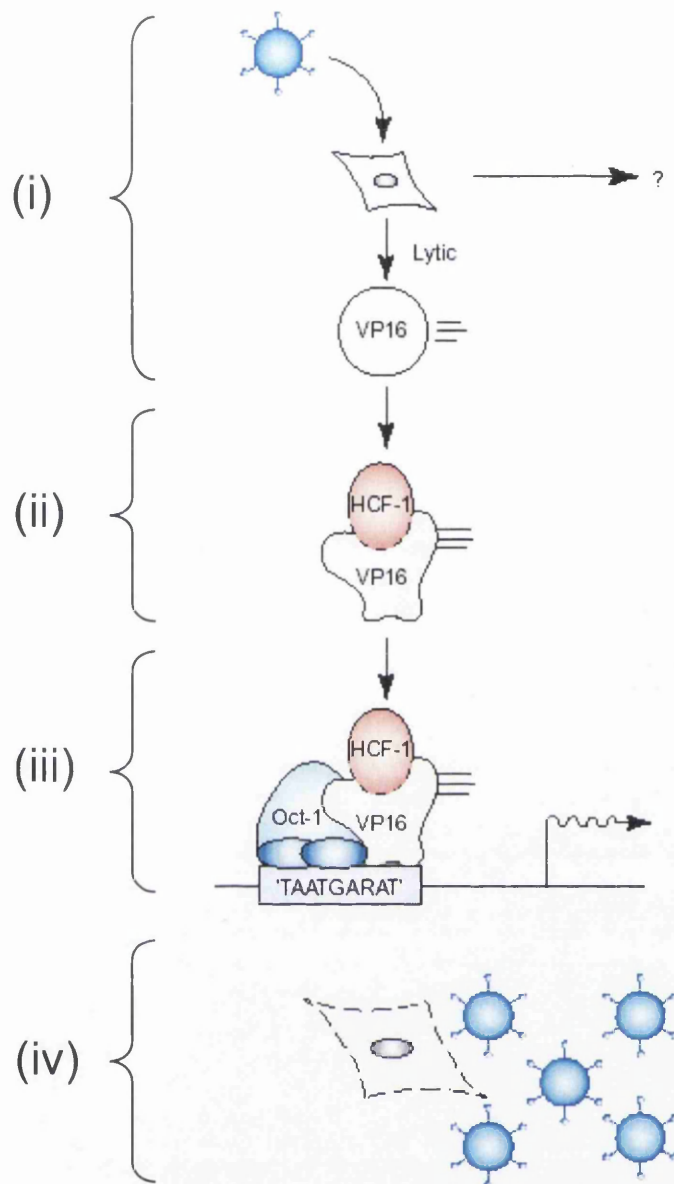 (i)
?
Lytic
VP16
(ii)
HCF-1
VP16
(iii)
HCF-1
Oct-1
VP16
'TAATGARAT'
(iv)